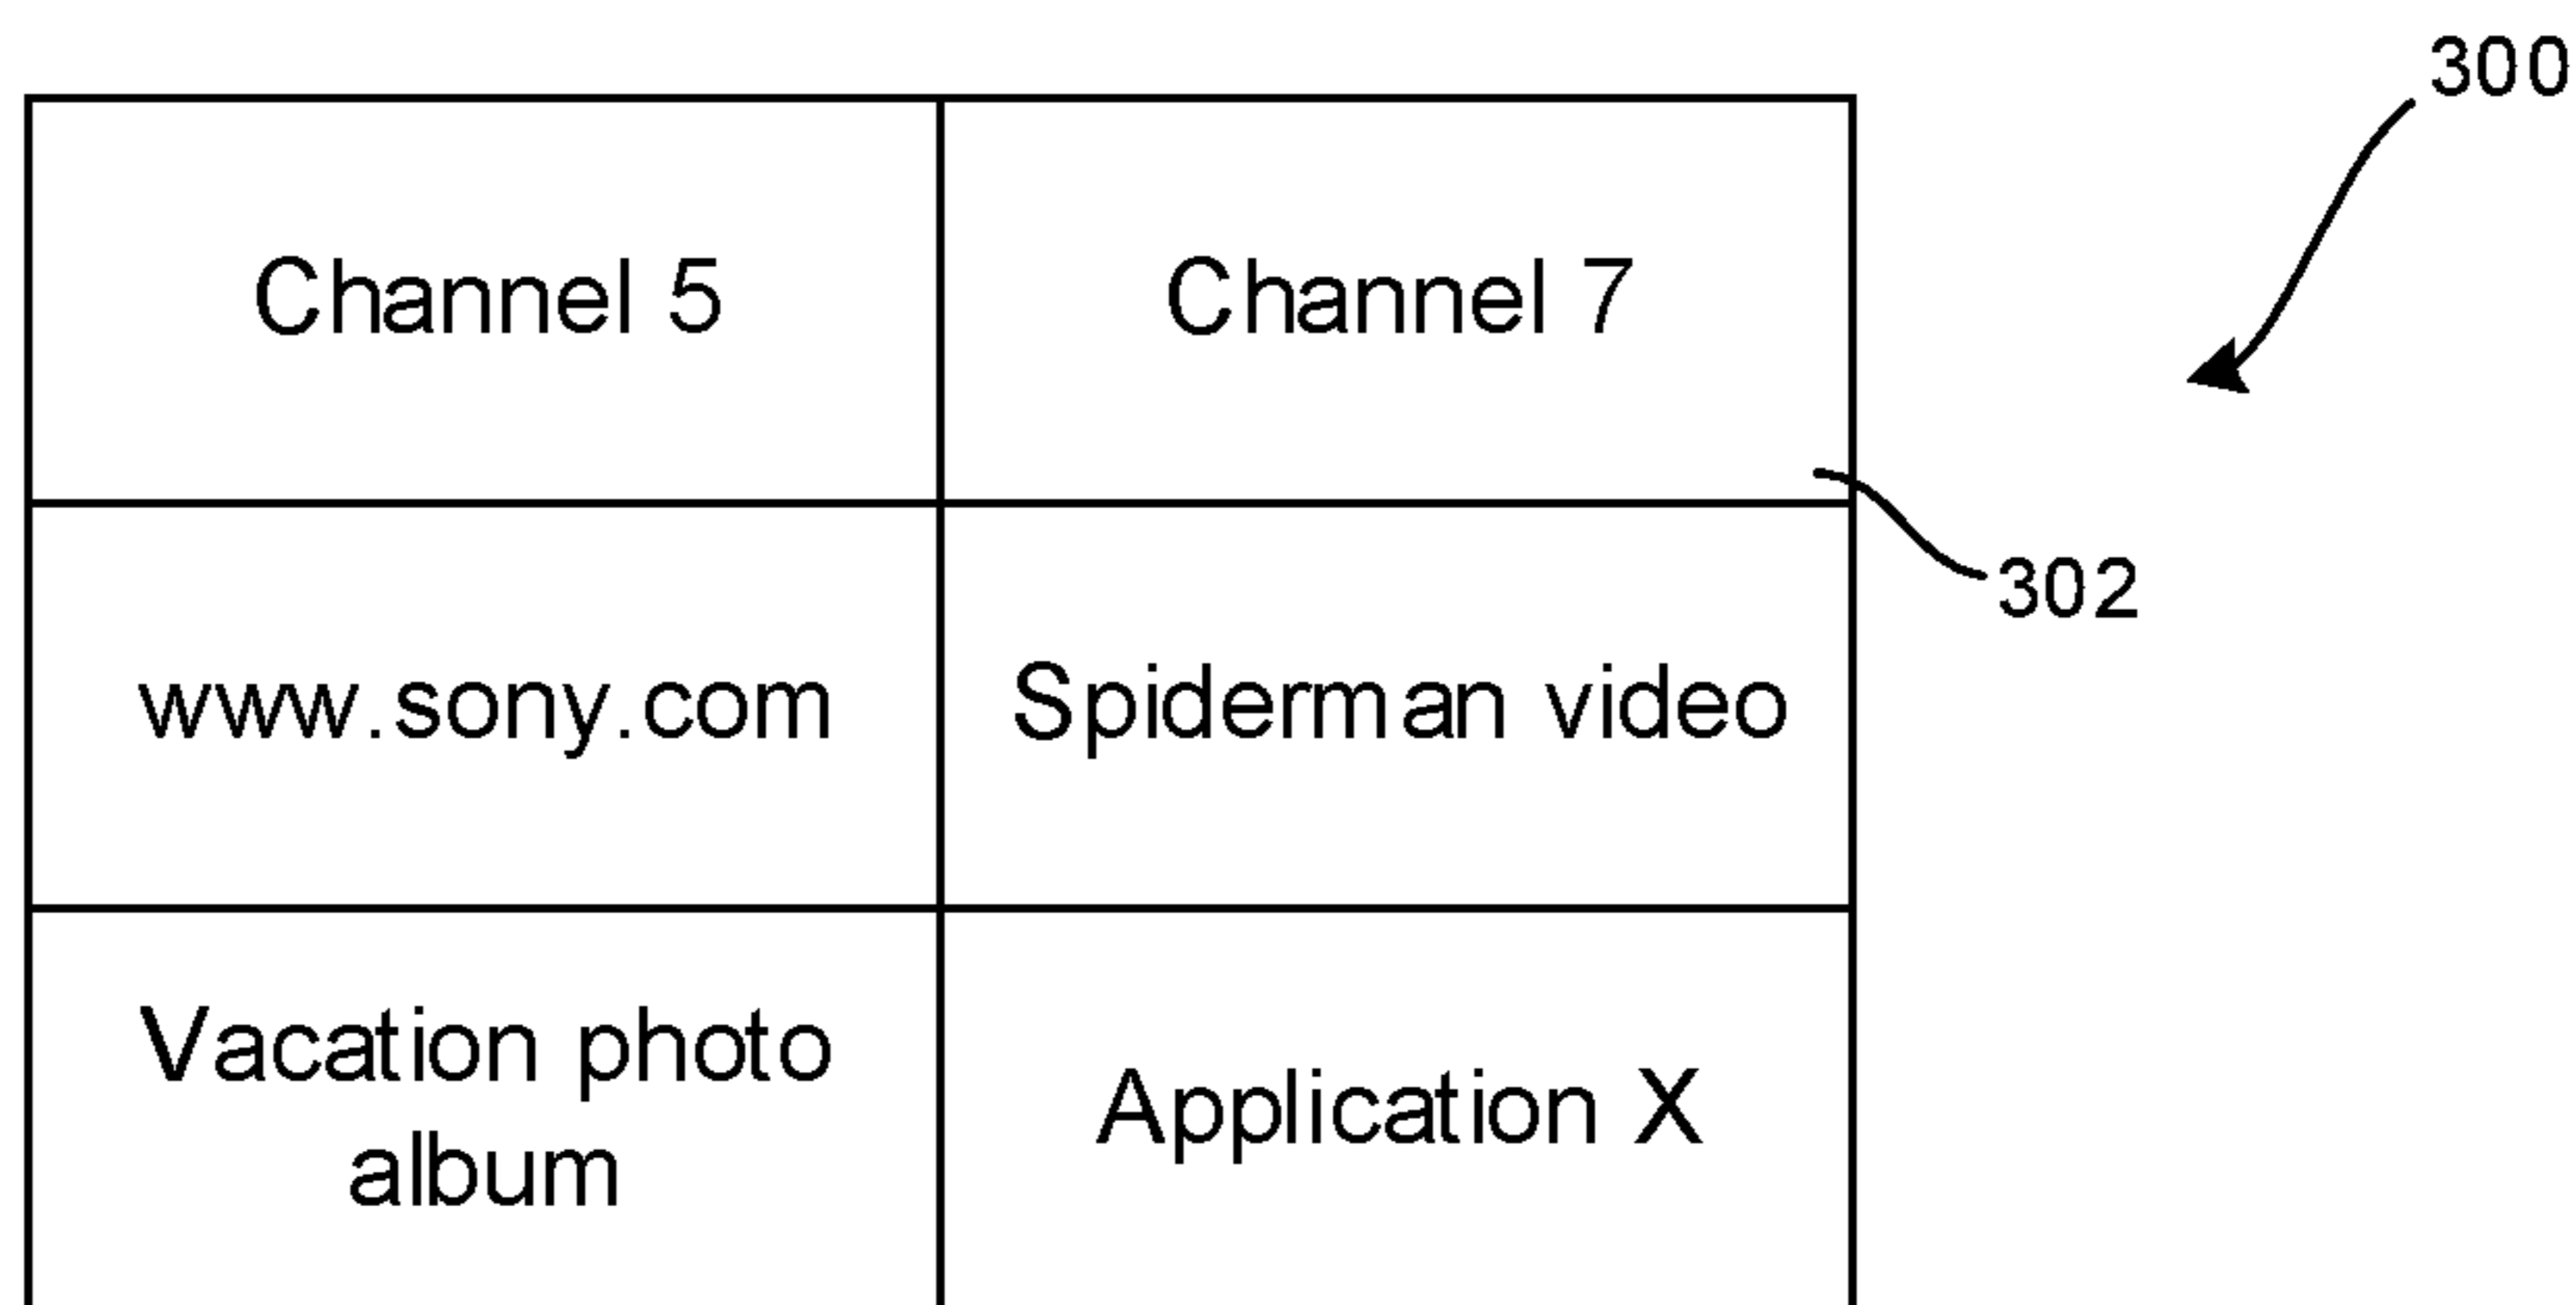 300
Channel 5
Channel 7
302
www.sony.com
Spiderman video
Vacation photo
album
Application X